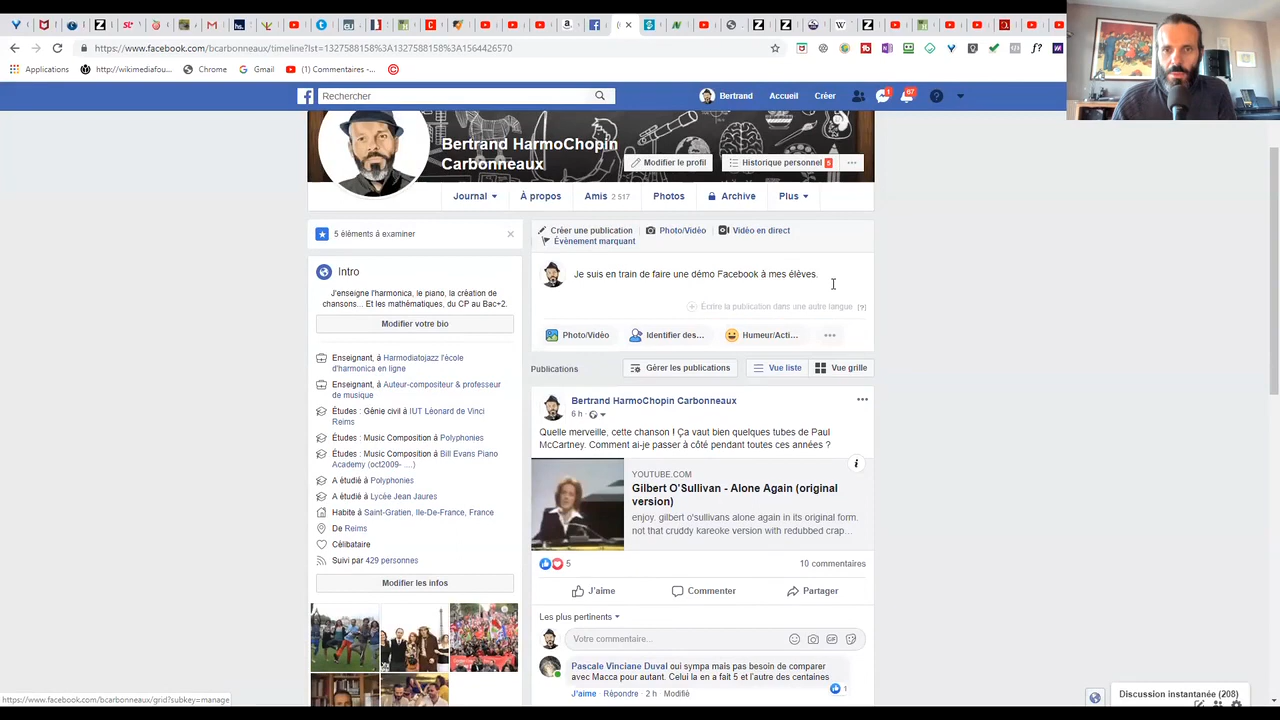 https://www.facebook.com/bcarbonneaux/timeline?lst=1327588158%3A1327588158%3A1564426570
Applications
http://wikimediafou...
Chrome
Gmail
(1) Commentaires -...
Rechercher
Bertrand
Accueil
Créer
1
67
Bertrand HarmoChopin
Carbonneaux
Modifier le profil
Historique personnel 5
Journal
À propos
Amis 2 517
Photos
Archive
Plus
5 éléments à examiner
Créer une publication
Photo/Vidéo
Vidéo en direct
Évènement marquant
Je suis en train de faire une démo Facebook à mes élèves.
Écrire la publication dans une autre langue [?]
Photo/Vidéo
Identifier des...
Humeur/Acti...
Intro
J'enseigne l'harmonica, le piano, la création de
chansons... Et les mathématiques, du CP au Bac+2.
Modifier votre bio
Enseignant, à Harmodiatojazz l'école
d'harmonica en ligne
Enseignant, à Auteur-compositeur & professeur
de musique
Études : Génie civil à IUT Léonard de Vinci
Reims
Études : Music Composition à Polyphonies
Études : Music Composition à Bill Evans Piano
Academy (oct2009- ....)
A étudié à Polyphonies
A étudié à Lycée Jean Jaures
Habite à Saint-Gratien, Ile-De-France, France
De Reims
Célibataire
Suivi par 429 personnes
Modifier les infos
Publications
Gérer les publications
Vue liste
Vue grille
Bertrand HarmoChopin Carbonneaux
6 h
Quelle merveille, cette chanson ! Ça vaut bien quelques tubes de Paul
McCartney. Comment ai-je passer à côté pendant toutes ces années ?
YOUTUBE.COM
Gilbert O'Sullivan - Alone Again (original
version)
enjoy. gilbert o'sullivans alone again in its original form.
not that cruddy kareoke version with redubbed crap...
5
10 commentaires
J'aime
Commenter
Partager
Les plus pertinents
Votre commentaire...
Pascale Vinciane Duval oui sympa mais pas besoin de comparer
avec Macca pour autant. Celui la en a fait 5 et l'autre des centaines
1
J'aime · Répondre · 2 h · Modifié
https://www.facebook.com/bcarbonneaux/grid?subkey=manage
Discussion instantanée (208)